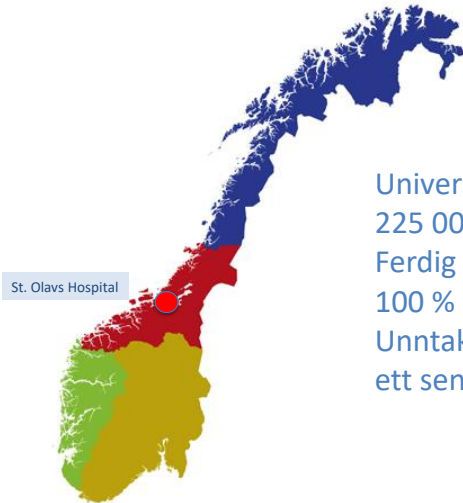 St. Olavs Hospital
Univer
225 00
Ferdig
100 %
Unntak
ett sen